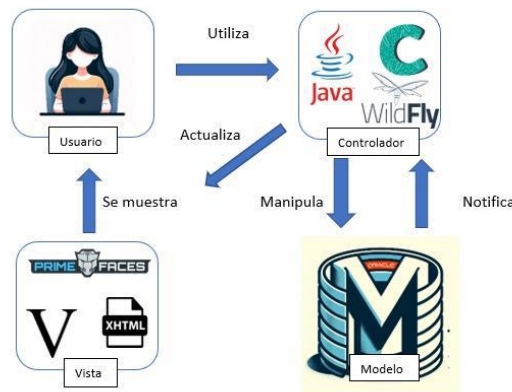 Utiliza
Java
C
WildFly
Usuario
Controlador
Actualiza
Se muestra
Manipula
Notifica
PRIME FACES
V
XHTML
ORACLE
M
Vista
Modelo